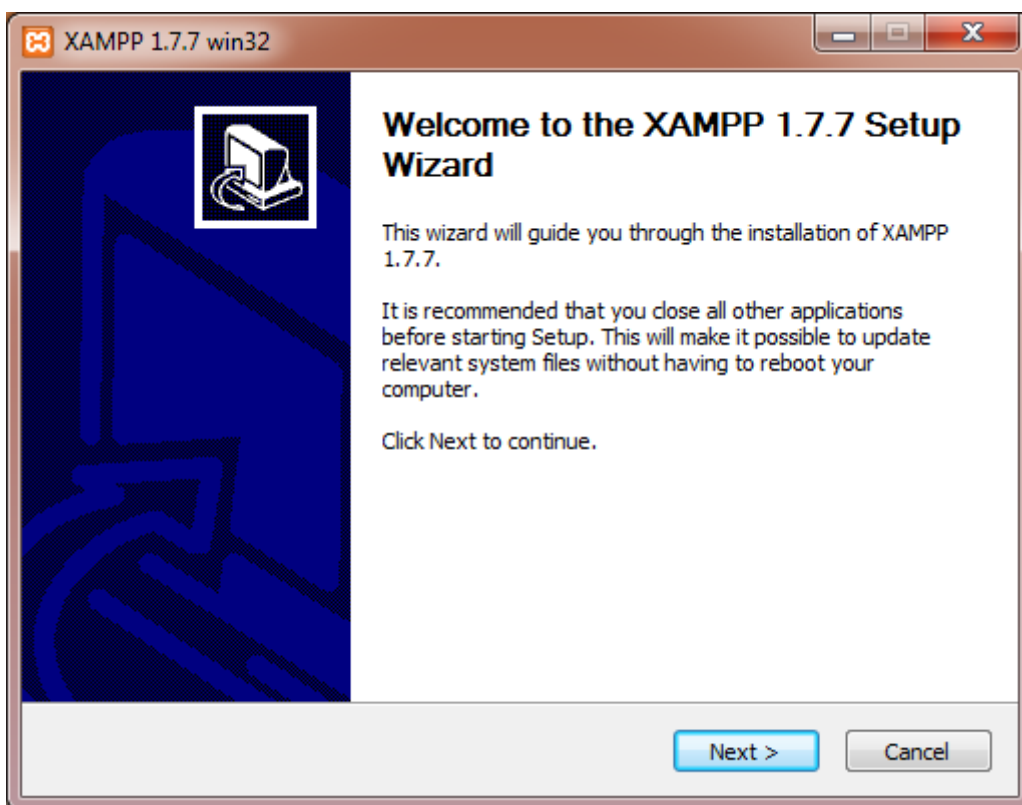 XAMPP 1.7.7 win32
Welcome to the XAMPP 1.7.7 Setup
Wizard
This wizard will guide you through the installation of XAMPP
1.7.7.
It is recommended that you close all other applications
before starting Setup. This will make it possible to update
relevant system files without having to reboot your
computer.
Click Next to continue.
Next >
Cancel